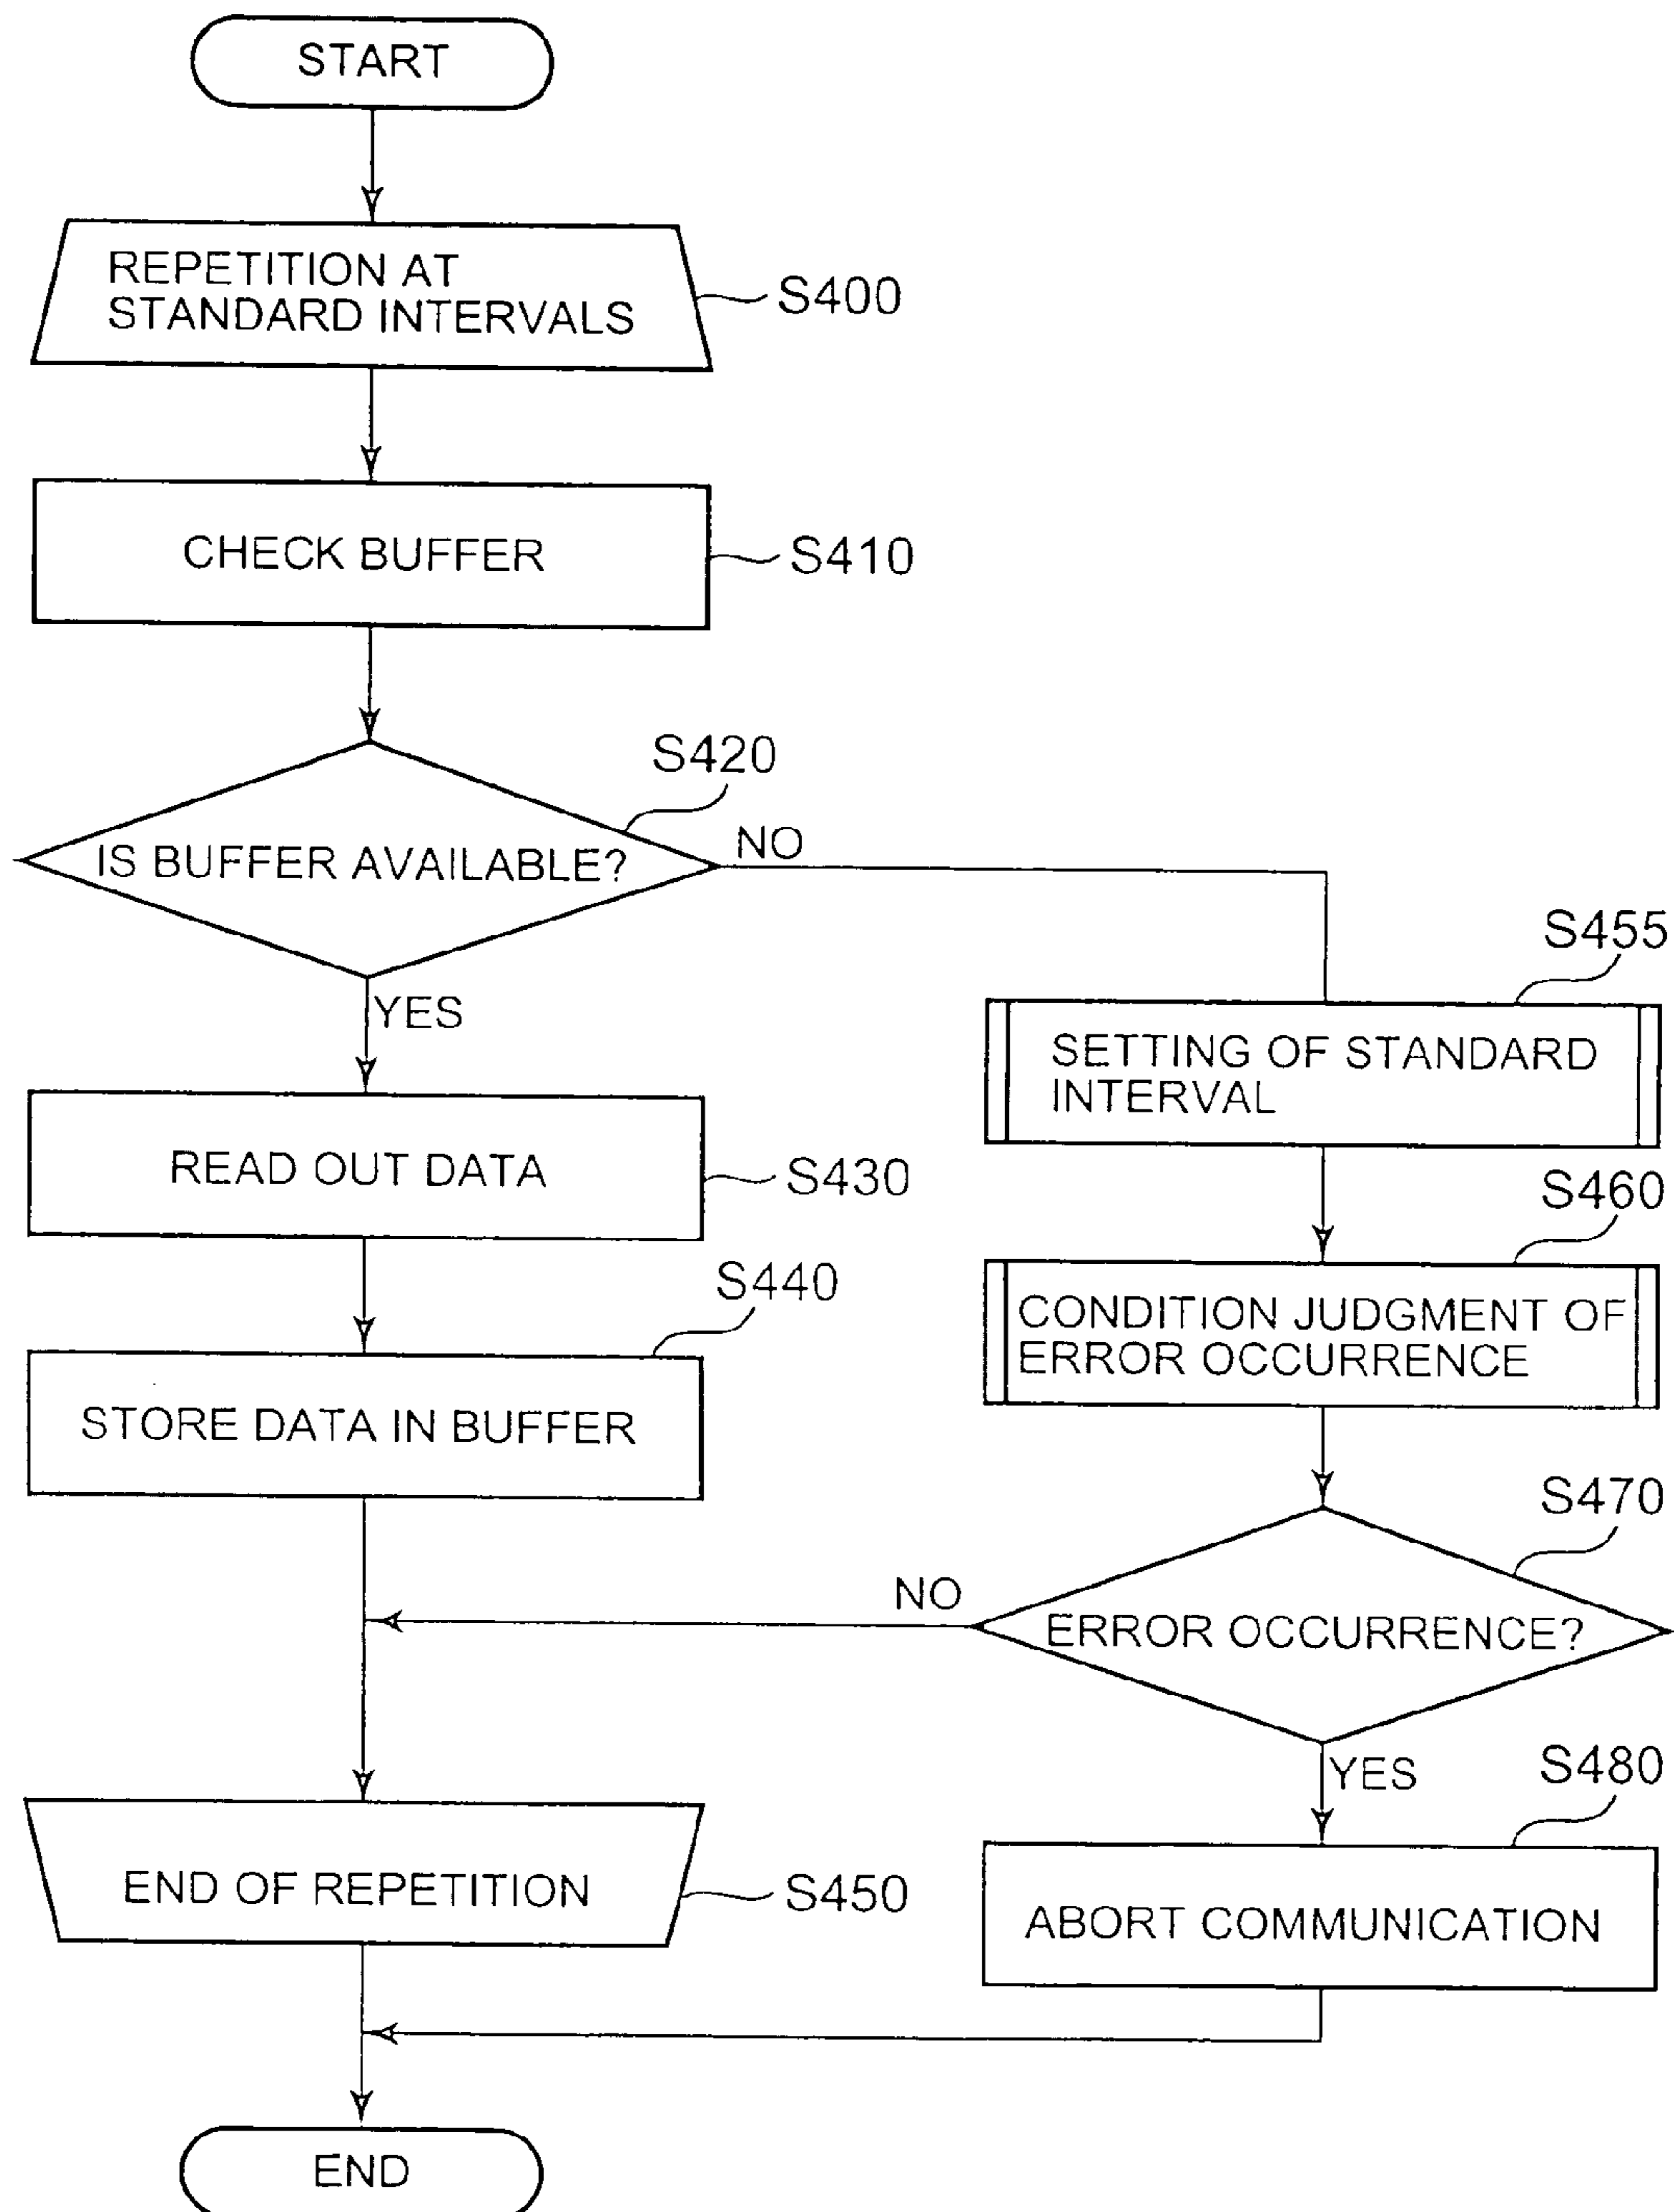 START
REPETITION AT
STANDARD INTERVALS
S400
CHECK BUFFER
S410
S420
IS BUFFER AVAILABLE?
NO
YES
S455
SETTING OF STANDARD
INTERVAL
READ OUT DATA
S430
S460
CONDITION JUDGMENT OF
ERROR OCCURRENCE
S440
STORE DATA IN BUFFER
S470
ERROR OCCURRENCE?
NO
YES
S480
ABORT COMMUNICATION
END OF REPETITION
S450
END